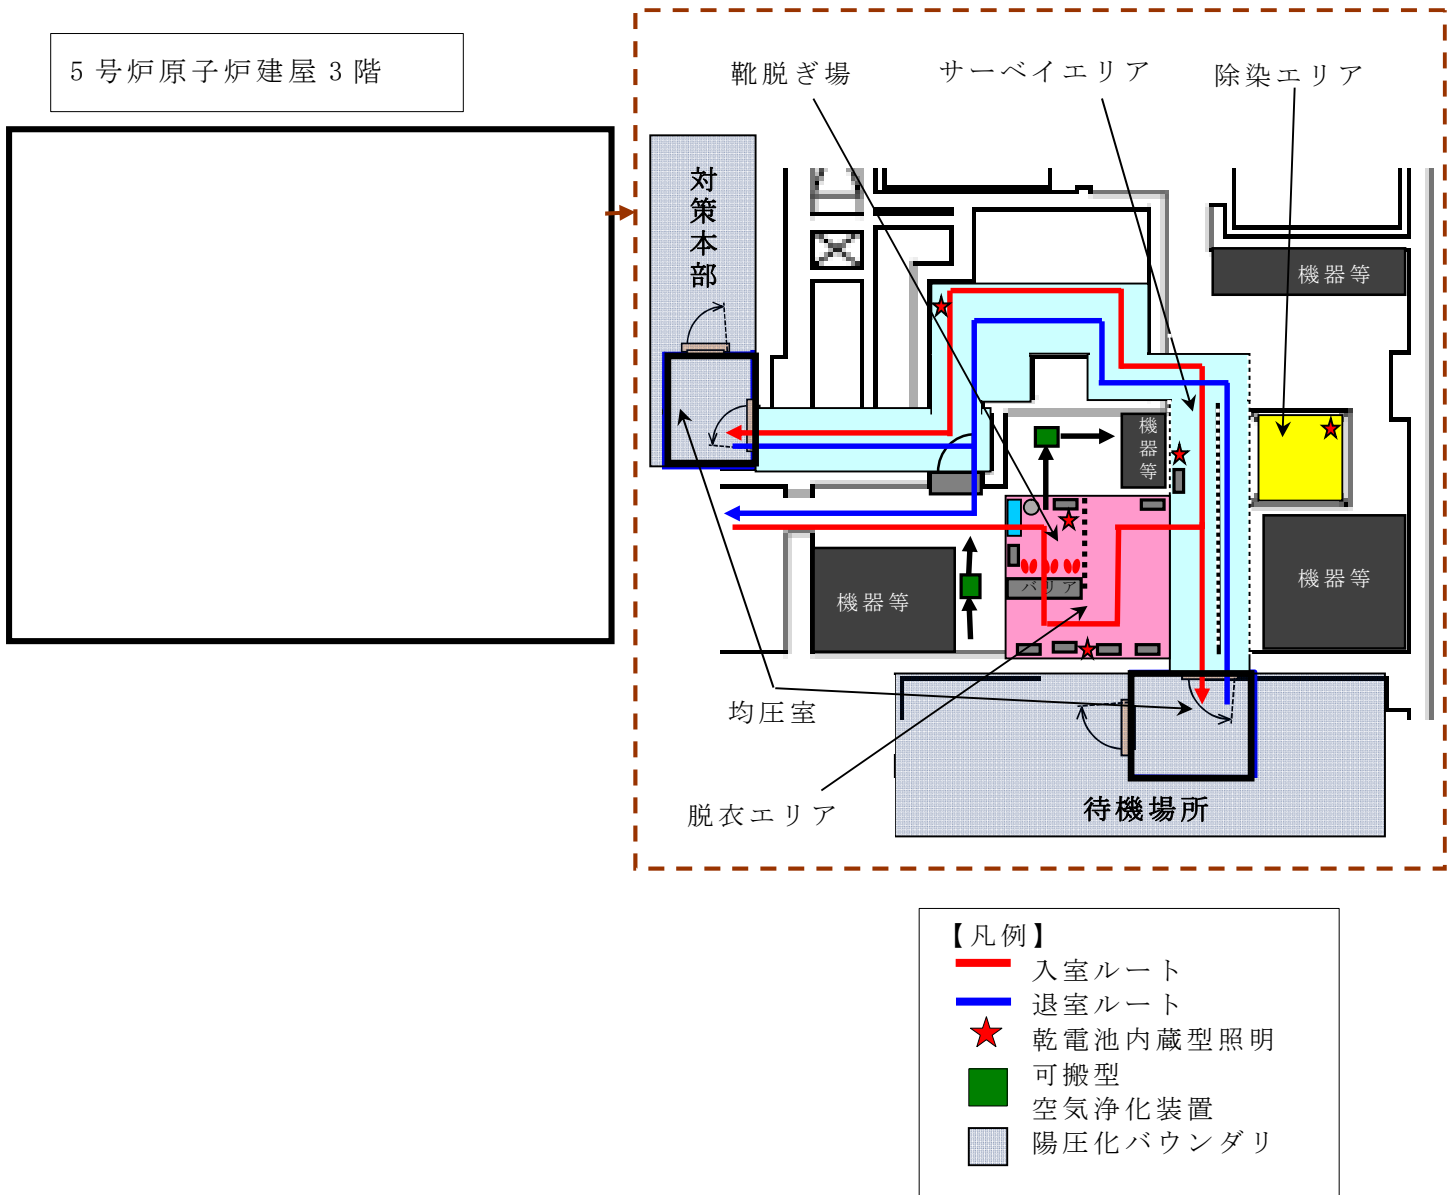 5号炉原子炉建屋3階
靴脱ぎ場
サーベイエリア
除染エリア
対策本部
機器等
機器等
機器等
機器等
バリア
均圧室
脱衣エリア
待機場所
【凡例】
入室ルート
退室ルート
乾電池内蔵型照明
可搬型
空気浄化装置
陽圧化バウンダリ